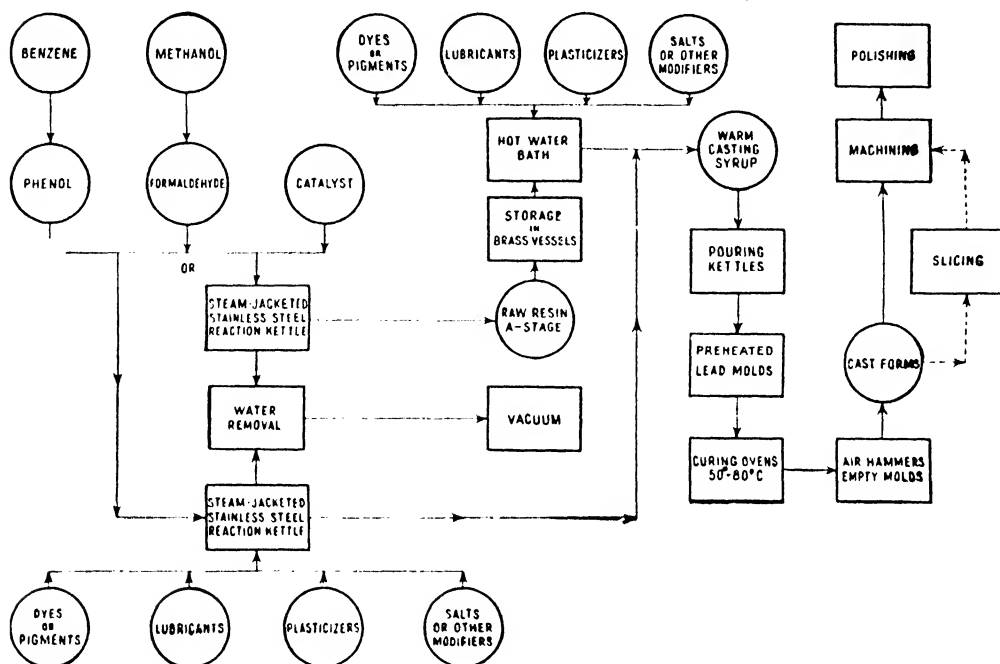 BENZENE
METHANOL
DYES
OR
PIGMENTS
LUBRICANTS
PLASTICIZERS
SALTS
OR OTHER
MODIFIERS
POLISHING
HOT WATER
BATH
WARM
CASTING
SYRUP
MACHINING
PHENOL
FORMALDEHYDE
CATALYST
STORAGE
IN
BRASS VESSELS
OR
POURING
KETTLES
SLICING
STEAM-JACKETED
STAINLESS STEEL
REACTION KETTLE
RAW RESIN
A-STAGE
PREHEATED
LEAD MOLDS
CAST FORMS
WATER
REMOVAL
VACUUM
CURING OVENS
50°-80°C
AIR HAMMERS
EMPTY MOLDS
STEAM-JACKETED
STAINLESS STEEL
REACTION KETTLE
DYES
OR
PIGMENTS
LUBRICANTS
PLASTICIZERS
SALTS
OR OTHER
MODIFIERS